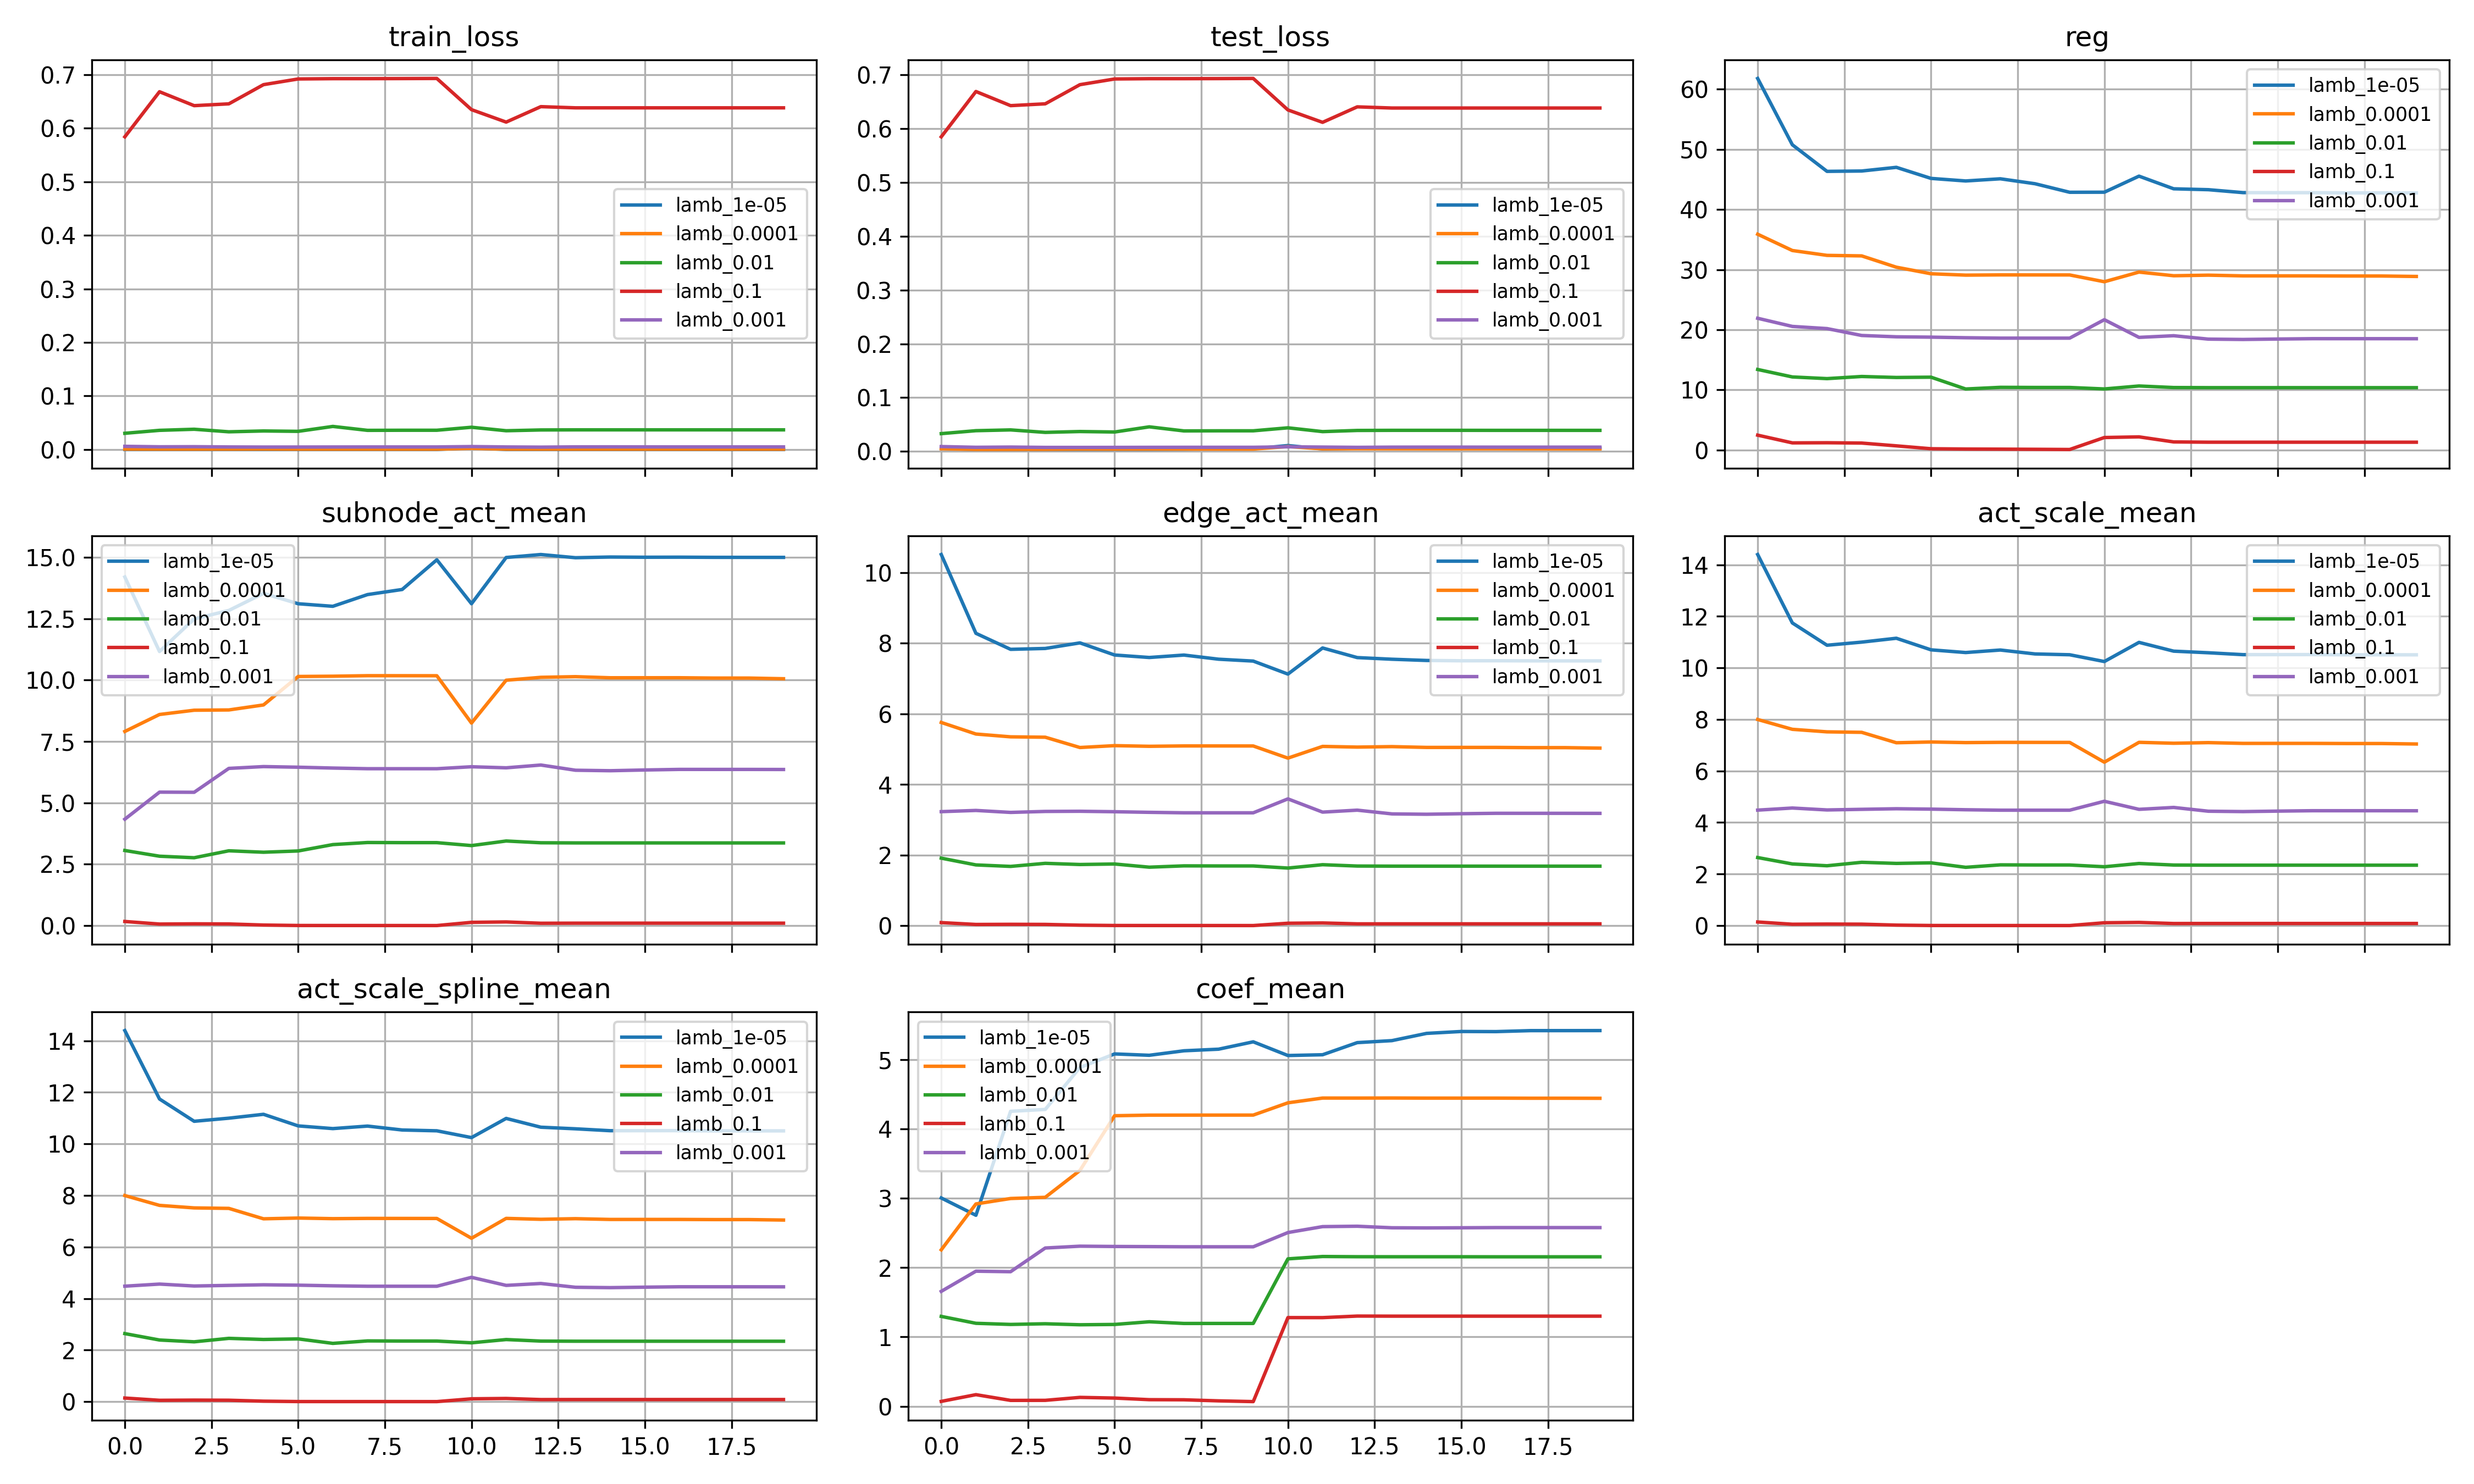 train_loss
0.7
0.6
0.5
0.4
0.3
0.2
0.1
0.0
lamb_1e-05
lamb_0.0001
lamb_0.01
lamb_0.1
lamb_0.001
test_loss
0.7
0.6
0.5
0.4
0.3
0.2
0.1
0.0
lamb_1e-05
lamb_0.0001
lamb_0.01
lamb_0.1
lamb_0.001
reg
60
50
40
30
20
10
0
lamb_1e-05
lamb_0.0001
lamb_0.01
lamb_0.1
lamb_0.001
subnode_act_mean
15.0
12.5
10.0
7.5
5.0
2.5
0.0
lamb_1e-05
lamb_0.0001
lamb_0.01
lamb_0.1
lamb_0.001
edge_act_mean
10
8
6
4
2
0
lamb_1e-05
lamb_0.0001
lamb_0.01
lamb_0.1
lamb_0.001
act_scale_mean
14
12
10
8
6
4
2
0
lamb_1e-05
lamb_0.0001
lamb_0.01
lamb_0.1
lamb_0.001
act_scale_spline_mean
14
12
10
8
6
4
2
0
lamb_1e-05
lamb_0.0001
lamb_0.01
lamb_0.1
lamb_0.001
0.0 2.5 5.0 7.5 10.0 12.5 15.0 17.5
coef_mean
5
4
3
2
1
0
lamb_1e-05
lamb_0.0001
lamb_0.01
lamb_0.1
lamb_0.001
0.0 2.5 5.0 7.5 10.0 12.5 15.0 17.5